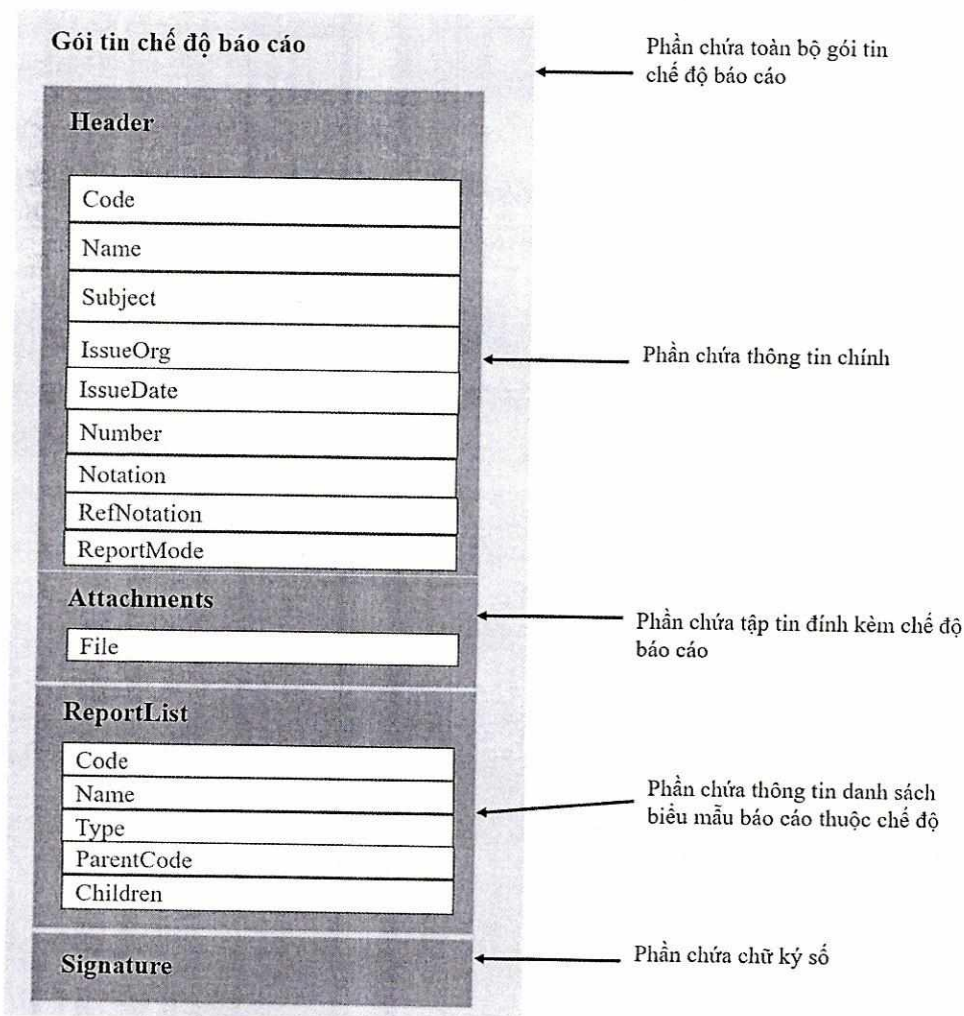 Gói tin chế độ báo cáo
Phần chứa toàn bộ gói tin
chế độ báo cáo
Header
Code
Name
Subject
IssueOrg
Phần chứa thông tin chính
IssueDate
Number
Notation
RefNotation
ReportMode
Attachments
File
Phần chứa tập tin đính kèm chế độ
báo cáo
ReportList
Code
Name
Type
ParentCode
Children
Phần chứa thông tin danh sách
biểu mẫu báo cáo thuộc chế độ
Signature
Phần chứa chữ ký số